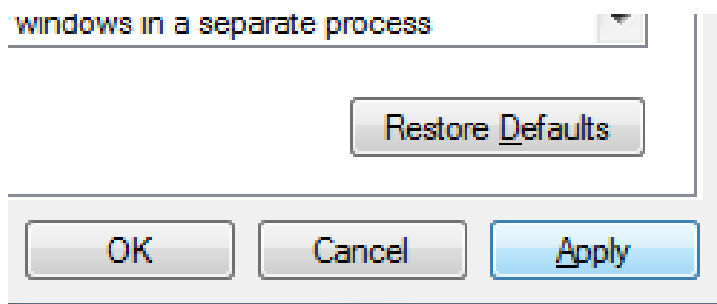 windows in a separate process
Restore Defaults
OK Cancel Apply